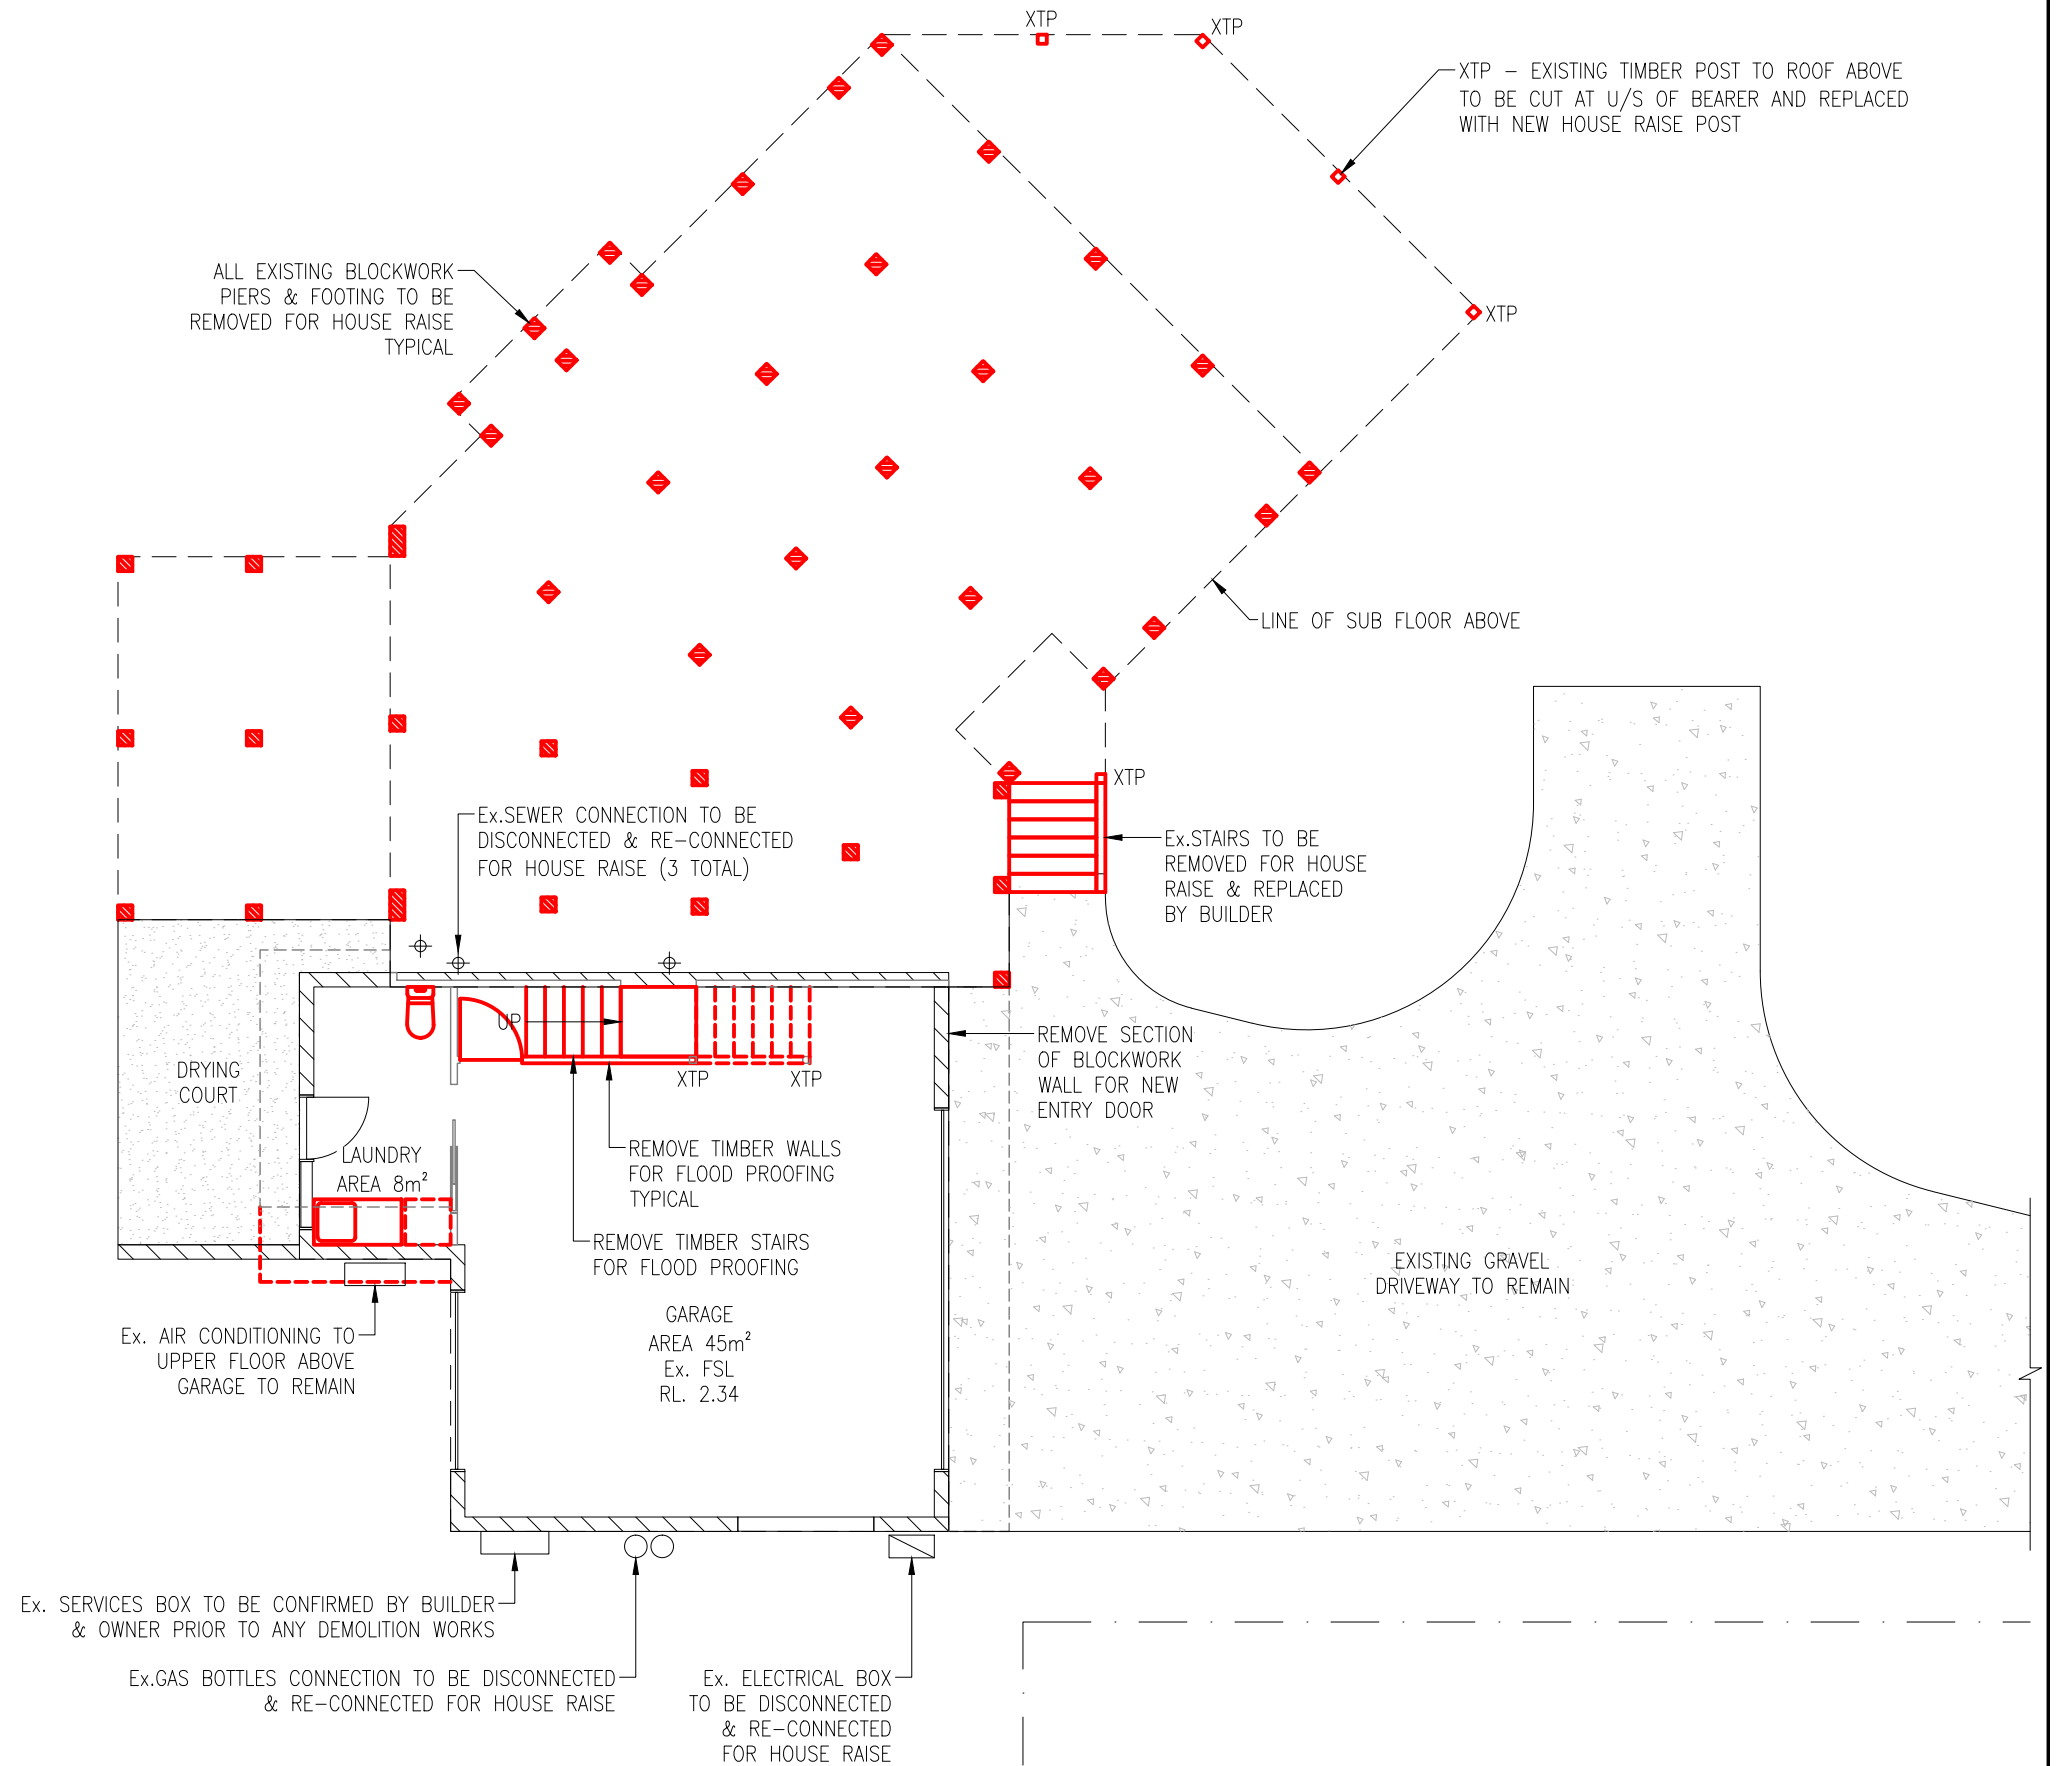 XTP
XTP
XTP – EXISTING TIMBER POST TO ROOF ABOVE
TO BE CUT AT U/S OF BEARER AND REPLACED
WITH NEW HOUSE RAISE POST
ALL EXISTING BLOCKWORK
PIERS & FOOTING TO BE
REMOVED FOR HOUSE RAISE
TYPICAL
XTP
LINE OF SUB FLOOR ABOVE
XTP
Ex.SEWER CONNECTION TO BE
DISCONNECTED & RE-CONNECTED
FOR HOUSE RAISE (3 TOTAL)
Ex.STAIRS TO BE
REMOVED FOR HOUSE
RAISE & REPLACED
BY BUILDER
UP
REMOVE SECTION
OF BLOCKWORK
WALL FOR NEW
ENTRY DOOR
DRYING
COURT
XTP
XTP
LAUNDRY
AREA 8m²
REMOVE TIMBER WALLS
FOR FLOOD PROOFING
TYPICAL
REMOVE TIMBER STAIRS
FOR FLOOD PROOFING
EXISTING GRAVEL
DRIVEWAY TO REMAIN
GARAGE
AREA 45m²
Ex. FSL
RL. 2.34
Ex. AIR CONDITIONING TO
UPPER FLOOR ABOVE
GARAGE TO REMAIN
Ex. SERVICES BOX TO BE CONFIRMED BY BUILDER
& OWNER PRIOR TO ANY DEMOLITION WORKS
Ex.GAS BOTTLES CONNECTION TO BE DISCONNECTED
& RE-CONNECTED FOR HOUSE RAISE
Ex. ELECTRICAL BOX
TO BE DISCONNECTED
& RE-CONNECTED
FOR HOUSE RAISE